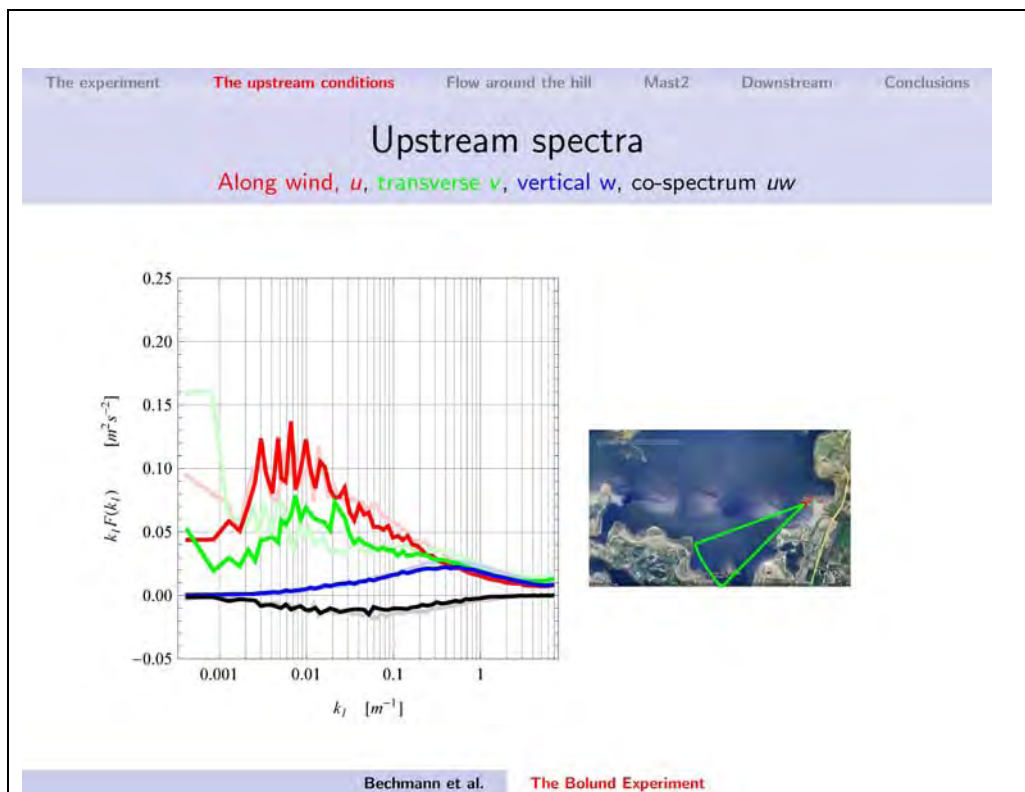 The experiment The upstream conditions Flow around the hill Mast2 Downstream Conclusions
Upstream spectra
Along wind, u, transverse v, vertical w, co-spectrum uw
0.25
0.20
0.15
0.10
0.05
0.00
−0.05
k₁F(k₁) [m²s⁻²]
0.001 0.01 0.1 1
k₁ [m⁻¹]
Bechmann et al. The Bolund Experiment